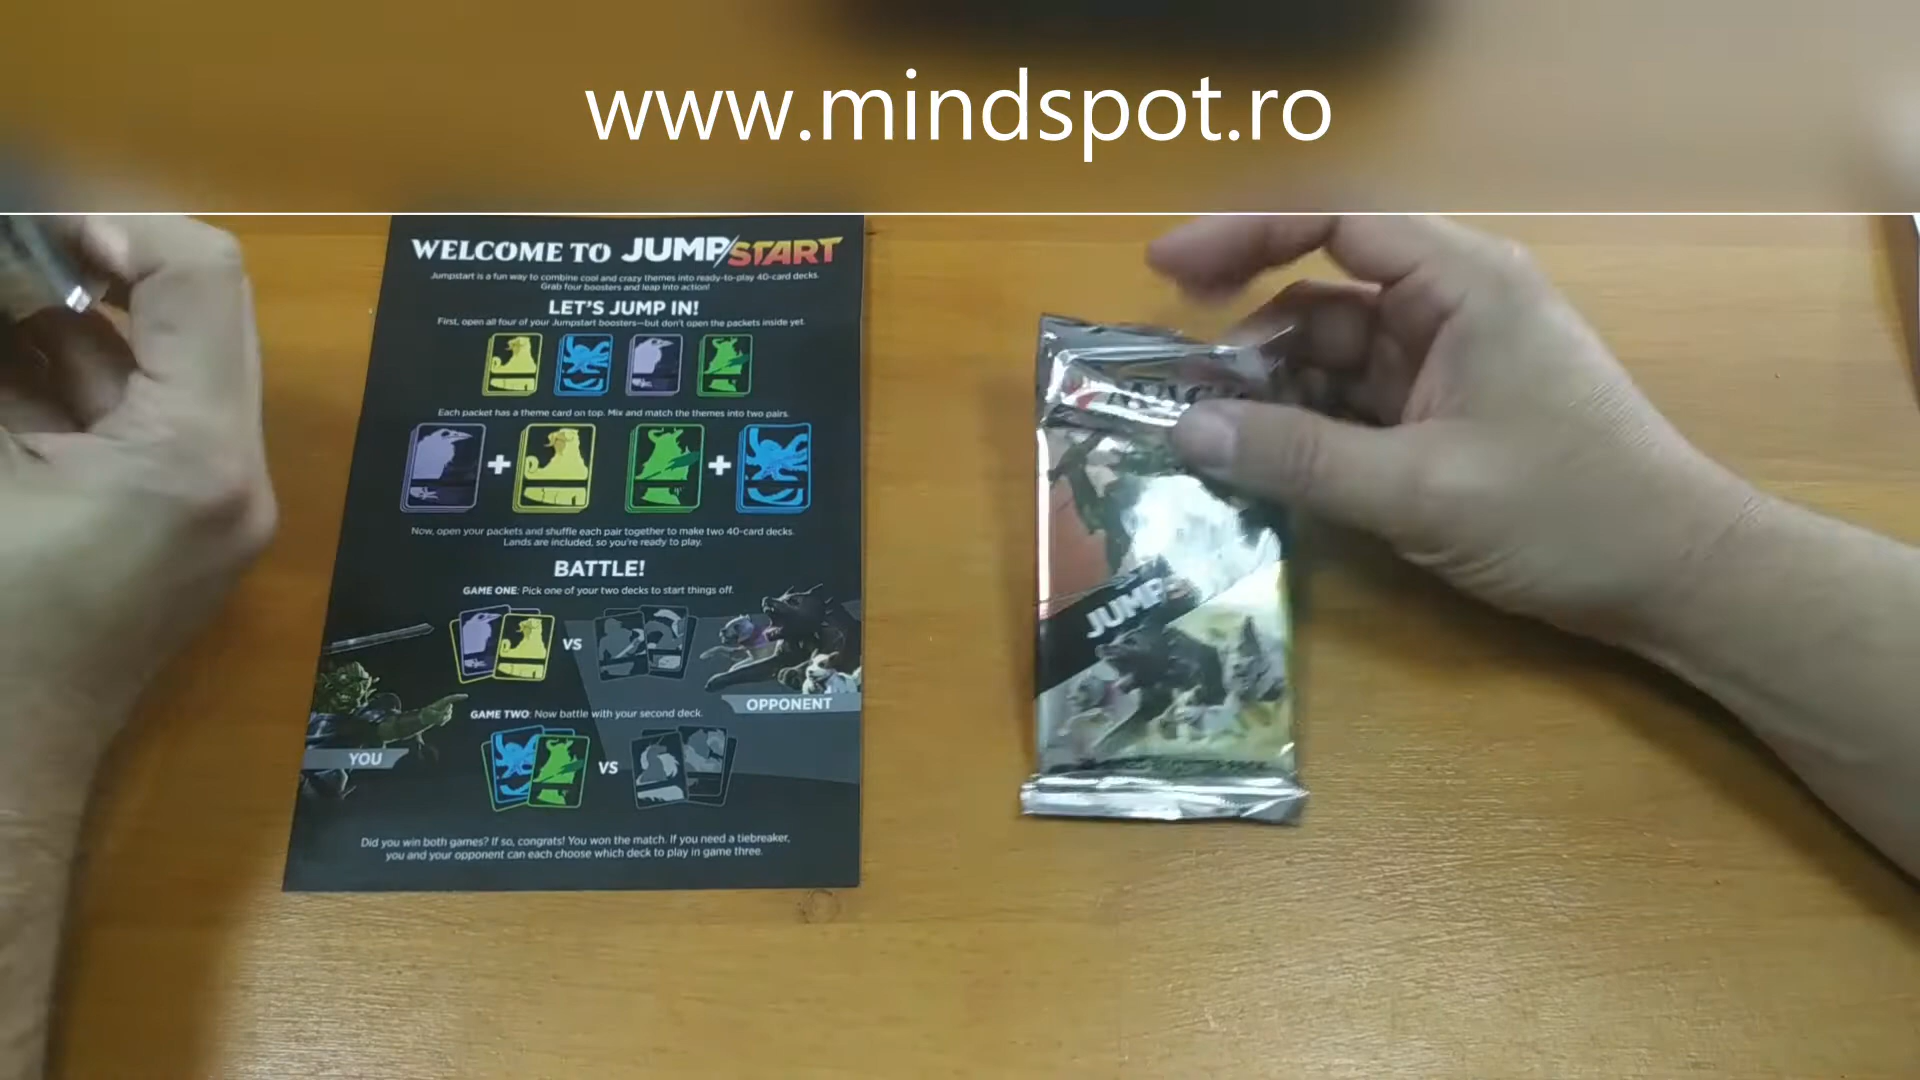 www.mindspot.ro
WELCOME TO JUMP/START
Jumpstart is a fun way to combine cool and crazy themes into ready-to-play 40-card decks.
Grab four boosters and leap into action!
LET'S JUMP IN!
First, open all four of your Jumpstart boosters—but don't open the packets inside yet.
Each packet has a theme card on top. Mix and match the themes into two pairs.
+
+
Now, open your packets and shuffle each pair together to make two 40-card decks.
Lands are included, so you're ready to play.
BATTLE!
GAME ONE: Pick one of your two decks to start things off.
VS
OPPONENT
GAME TWO: Now battle with your second deck.
YOU
VS
Did you win both games? If so, congrats! You won the match. If you need a tiebreaker,
you and your opponent can each choose which deck to play in game three.
JUMP